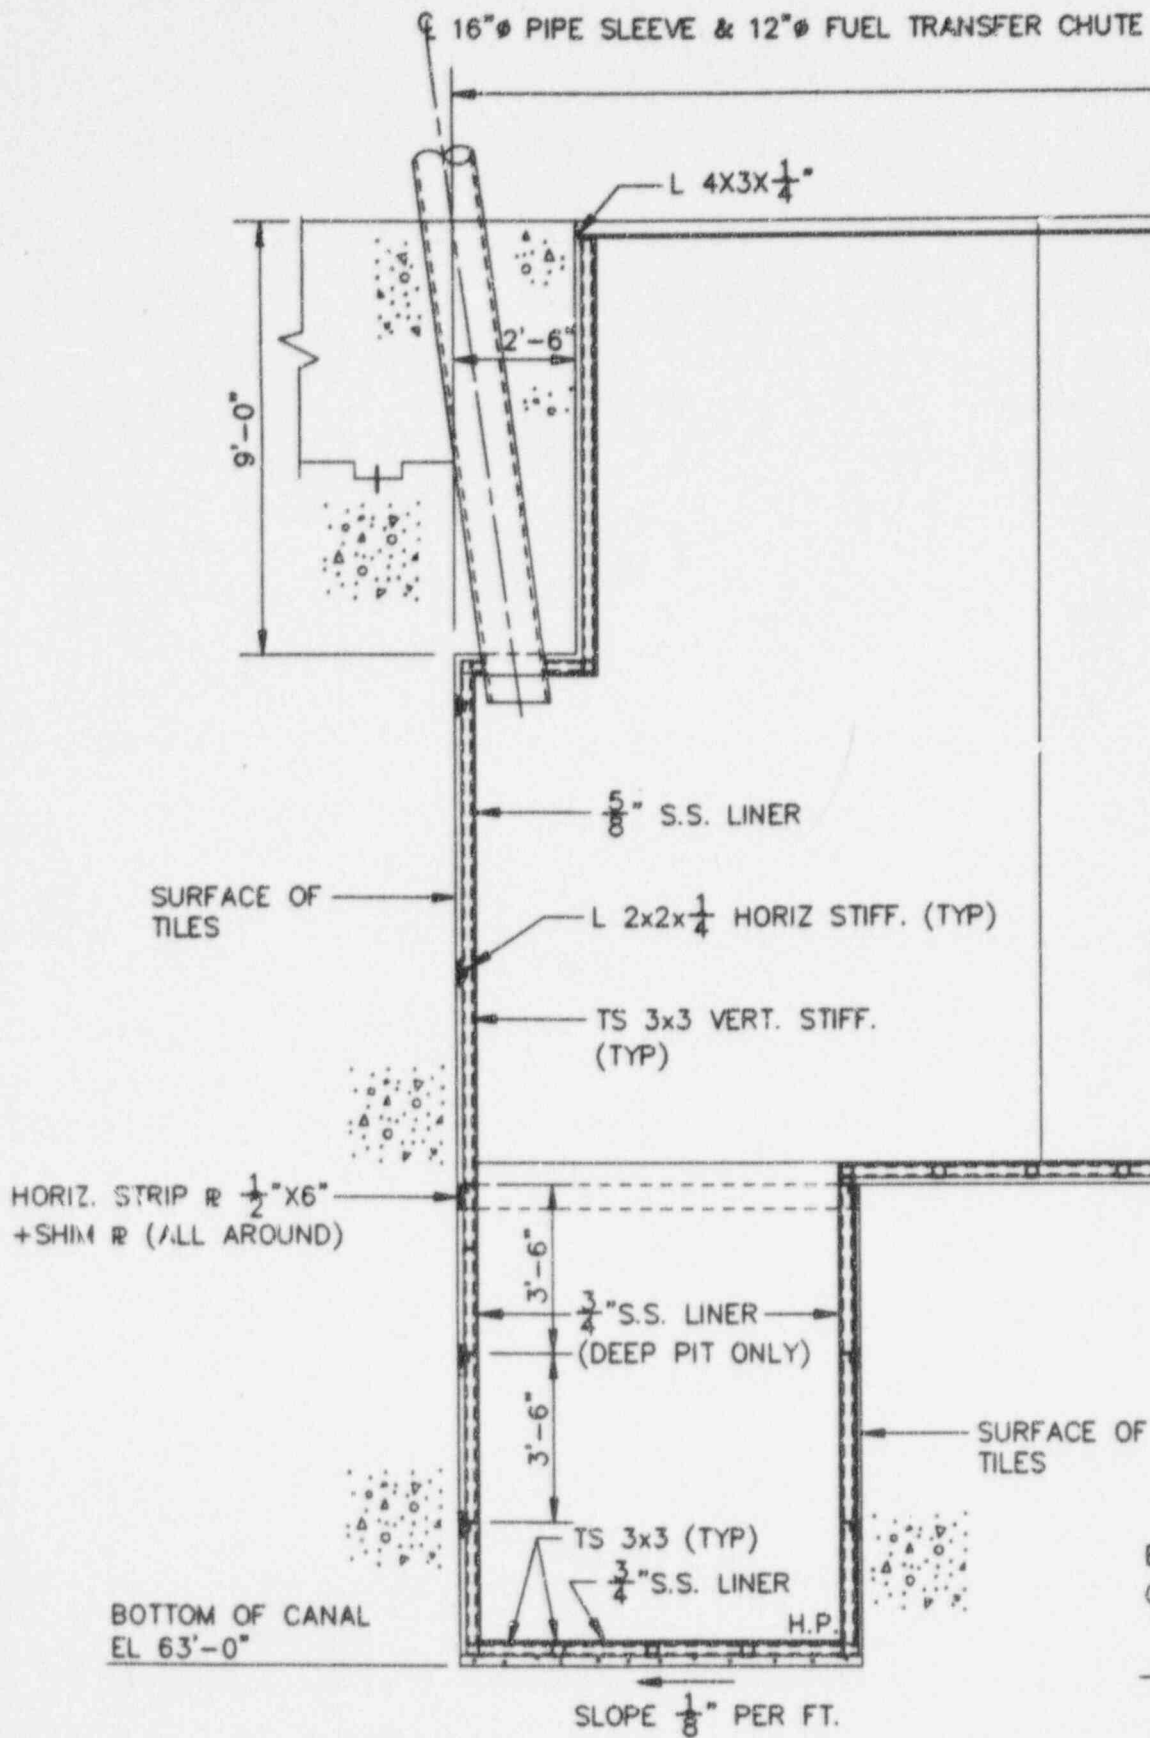 ℄ 16"ø PIPE SLEEVE & 12"ø FUEL TRANSFER CHUTE
L 4X3X1/4"
2'-6"
9'-0"
5/8" S.S. LINER
SURFACE OF
TILES
L 2x2x1/4 HORIZ STIFF. (TYP)
TS 3x3 VERT. STIFF.
(TYP)
HORIZ. STRIP ⅊ 1/2"X6"
+SHIM ⅊ (ALL AROUND)
3'-6"
3/4"S.S. LINER
(DEEP PIT ONLY)
3'-6"
SURFACE OF
TILES
TS 3x3 (TYP)
3/4"S.S. LINER
H.P.
BOTTOM OF CANAL
EL 63'-0"
SLOPE 1/8" PER FT.